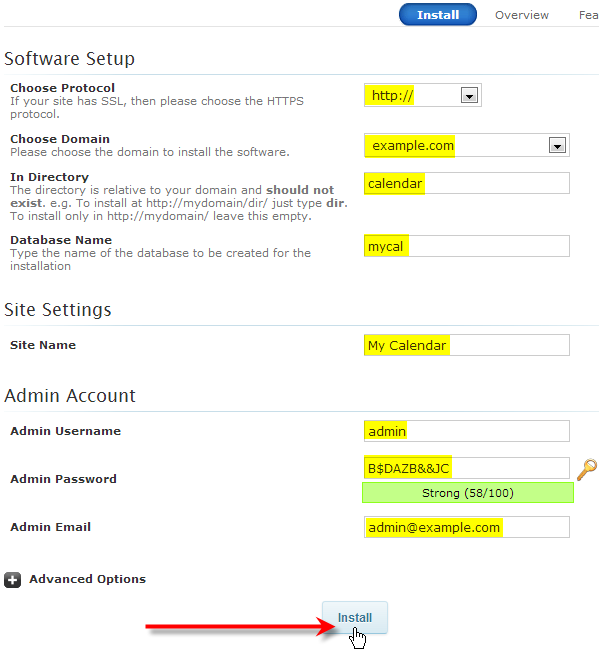 Install Overview Fea
Software Setup
Choose Protocol
If your site has SSL, then please choose the HTTPS
protocol.
http://
Choose Domain
Please choose the domain to install the software.
example.com
In Directory
The directory is relative to your domain and should not
exist. e.g. To install at http://mydomain/dir/ just type dir.
To install only in http://mydomain/ leave this empty.
calendar
Database Name
Type the name of the database to be created for the
installation
mycal
Site Settings
Site Name
My Calendar
Admin Account
Admin Username
admin
Admin Password
B$DAZB&&JC
Strong (58/100)
Admin Email
admin@example.com
Advanced Options
Install